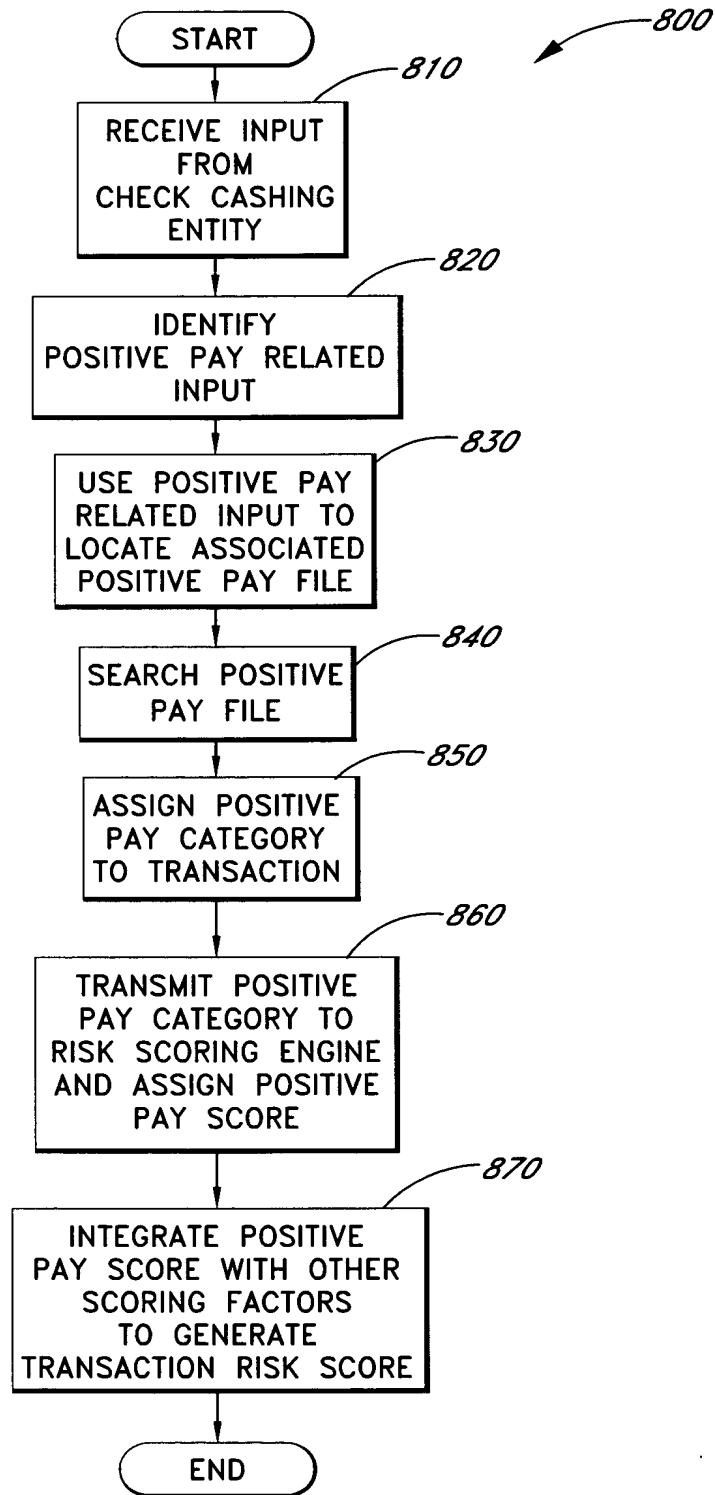 START
800
810
RECEIVE INPUT
FROM
CHECK CASHING
ENTITY
820
IDENTIFY
POSITIVE PAY RELATED
INPUT
830
USE POSITIVE PAY
RELATED INPUT TO
LOCATE ASSOCIATED
POSITIVE PAY FILE
840
SEARCH POSITIVE
PAY FILE
850
ASSIGN POSITIVE
PAY CATEGORY
TO TRANSACTION
860
TRANSMIT POSITIVE
PAY CATEGORY TO
RISK SCORING ENGINE
AND ASSIGN POSITIVE
PAY SCORE
870
INTEGRATE POSITIVE
PAY SCORE WITH OTHER
SCORING FACTORS
TO GENERATE
TRANSACTION RISK SCORE
END